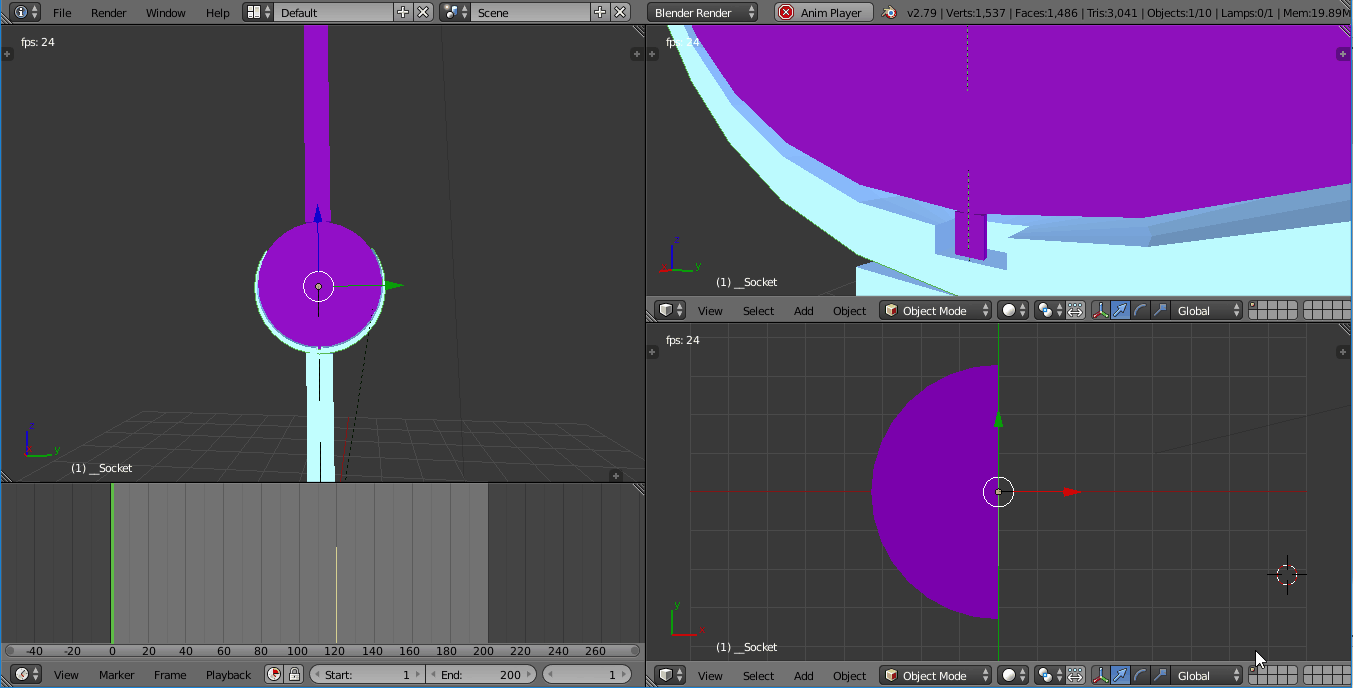 File Render Window Help Default Scene Blender Render Anim Player v2.79 | Verts:1,537 | Faces:1,486 | Tris:3,041 | Objects:1/10 | Lamps:0/1 | Mem:19.89M
fps: 24
z
y
(1) __Socket
-40 -20 0 20 40 60 80 100 120 140 160 180 200 220 240 260
View Marker Frame Playback Start: 1 End: 200 1
fps: 24
z
y
(1) __Socket
View Select Add Object Object Mode Global
fps: 24
y
(1) __Socket
View Select Add Object Object Mode Global